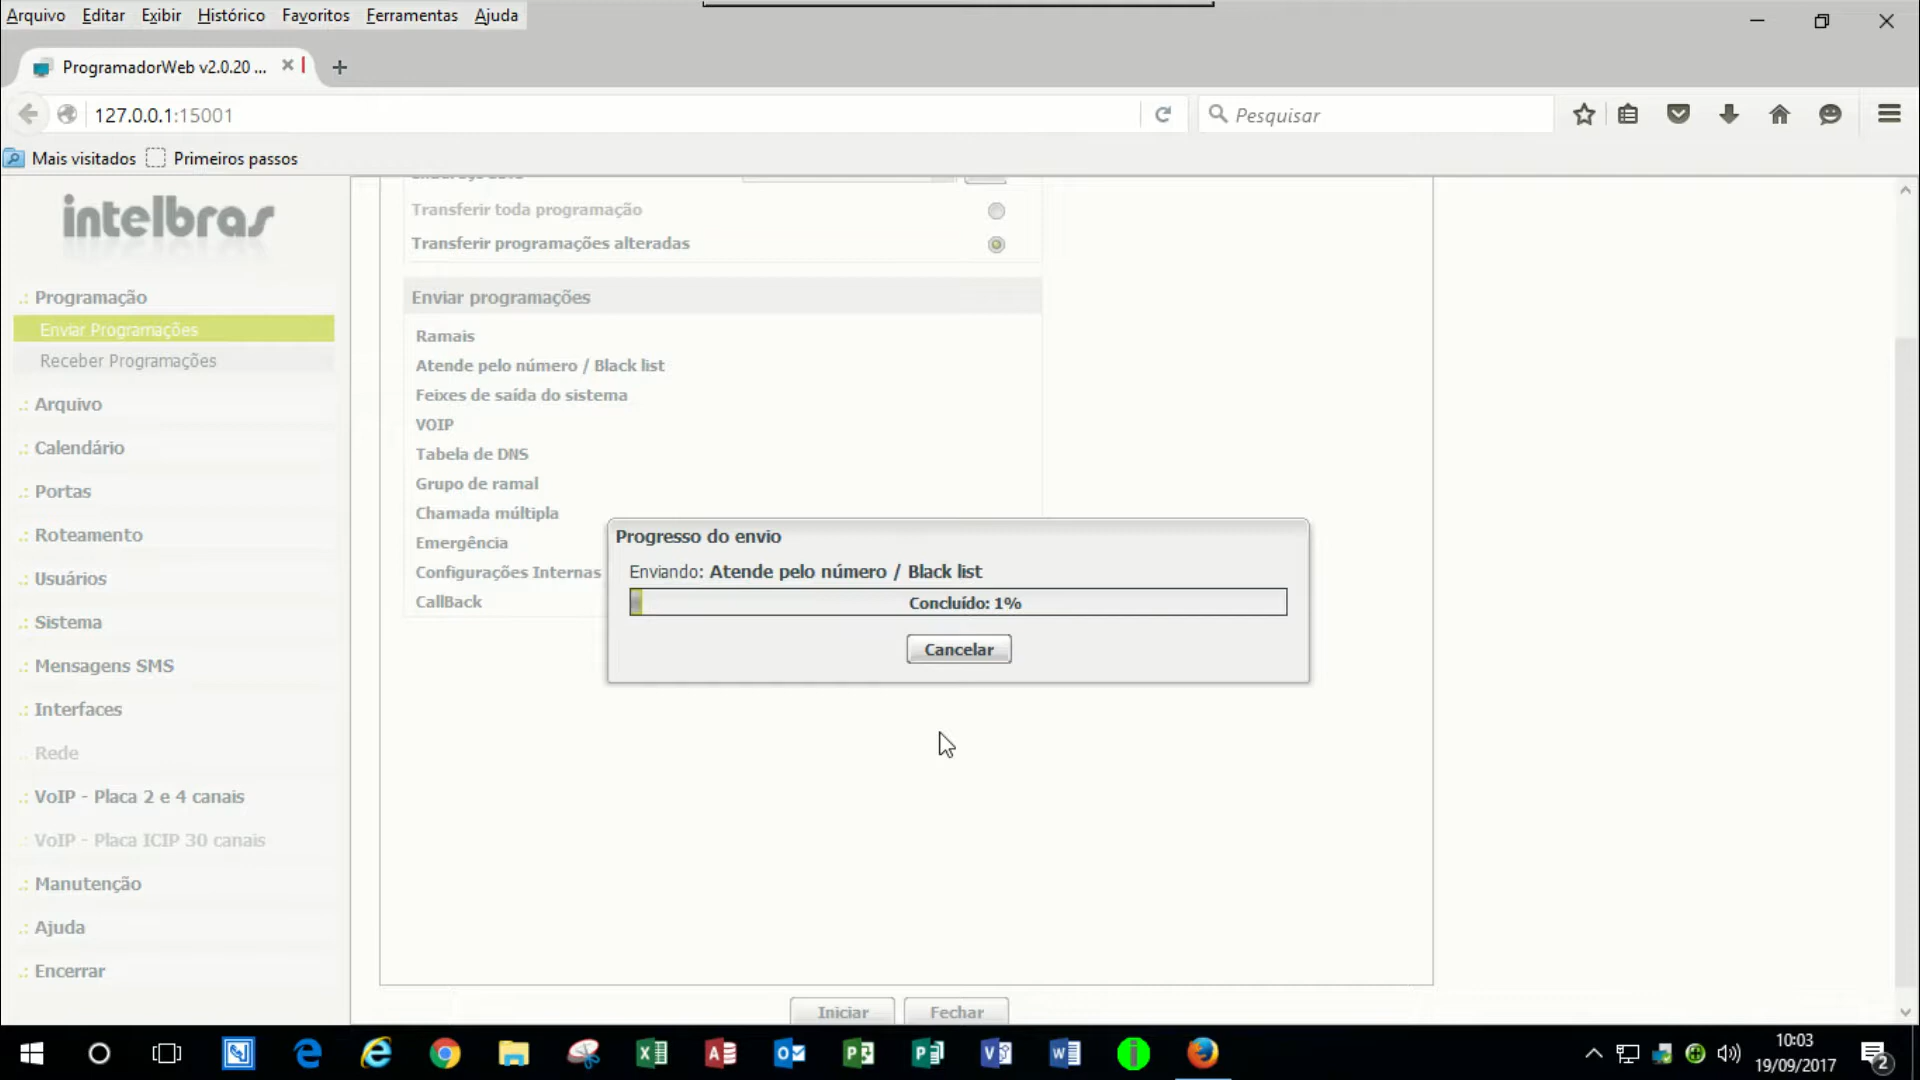 Arquivo Editar Exibir Histórico Favoritos Ferramentas Ajuda
ProgramadorWeb v2.0.20 ...
127.0.0.1:15001
Pesquisar
Mais visitados Primeiros passos
intelbras
.: Programação
Enviar Programações
Receber Programações
.: Arquivo
.: Calendário
.: Portas
.: Roteamento
.: Usuários
.: Sistema
.: Mensagens SMS
.: Interfaces
.: Rede
.: VoIP - Placa 2 e 4 canais
.: VoIP - Placa ICIP 30 canais
.: Manutenção
.: Ajuda
.: Encerrar
Transferir toda programação
Transferir programações alteradas
Enviar programações
Ramais
Atende pelo número / Black list
Feixes de saída do sistema
VOIP
Tabela de DNS
Grupo de ramal
Chamada múltipla
Emergência
Configurações Internas
CallBack
Progresso do envio
Enviando: Atende pelo número / Black list
Concluído: 1%
Cancelar
Iniciar Fechar
10:03
19/09/2017
2